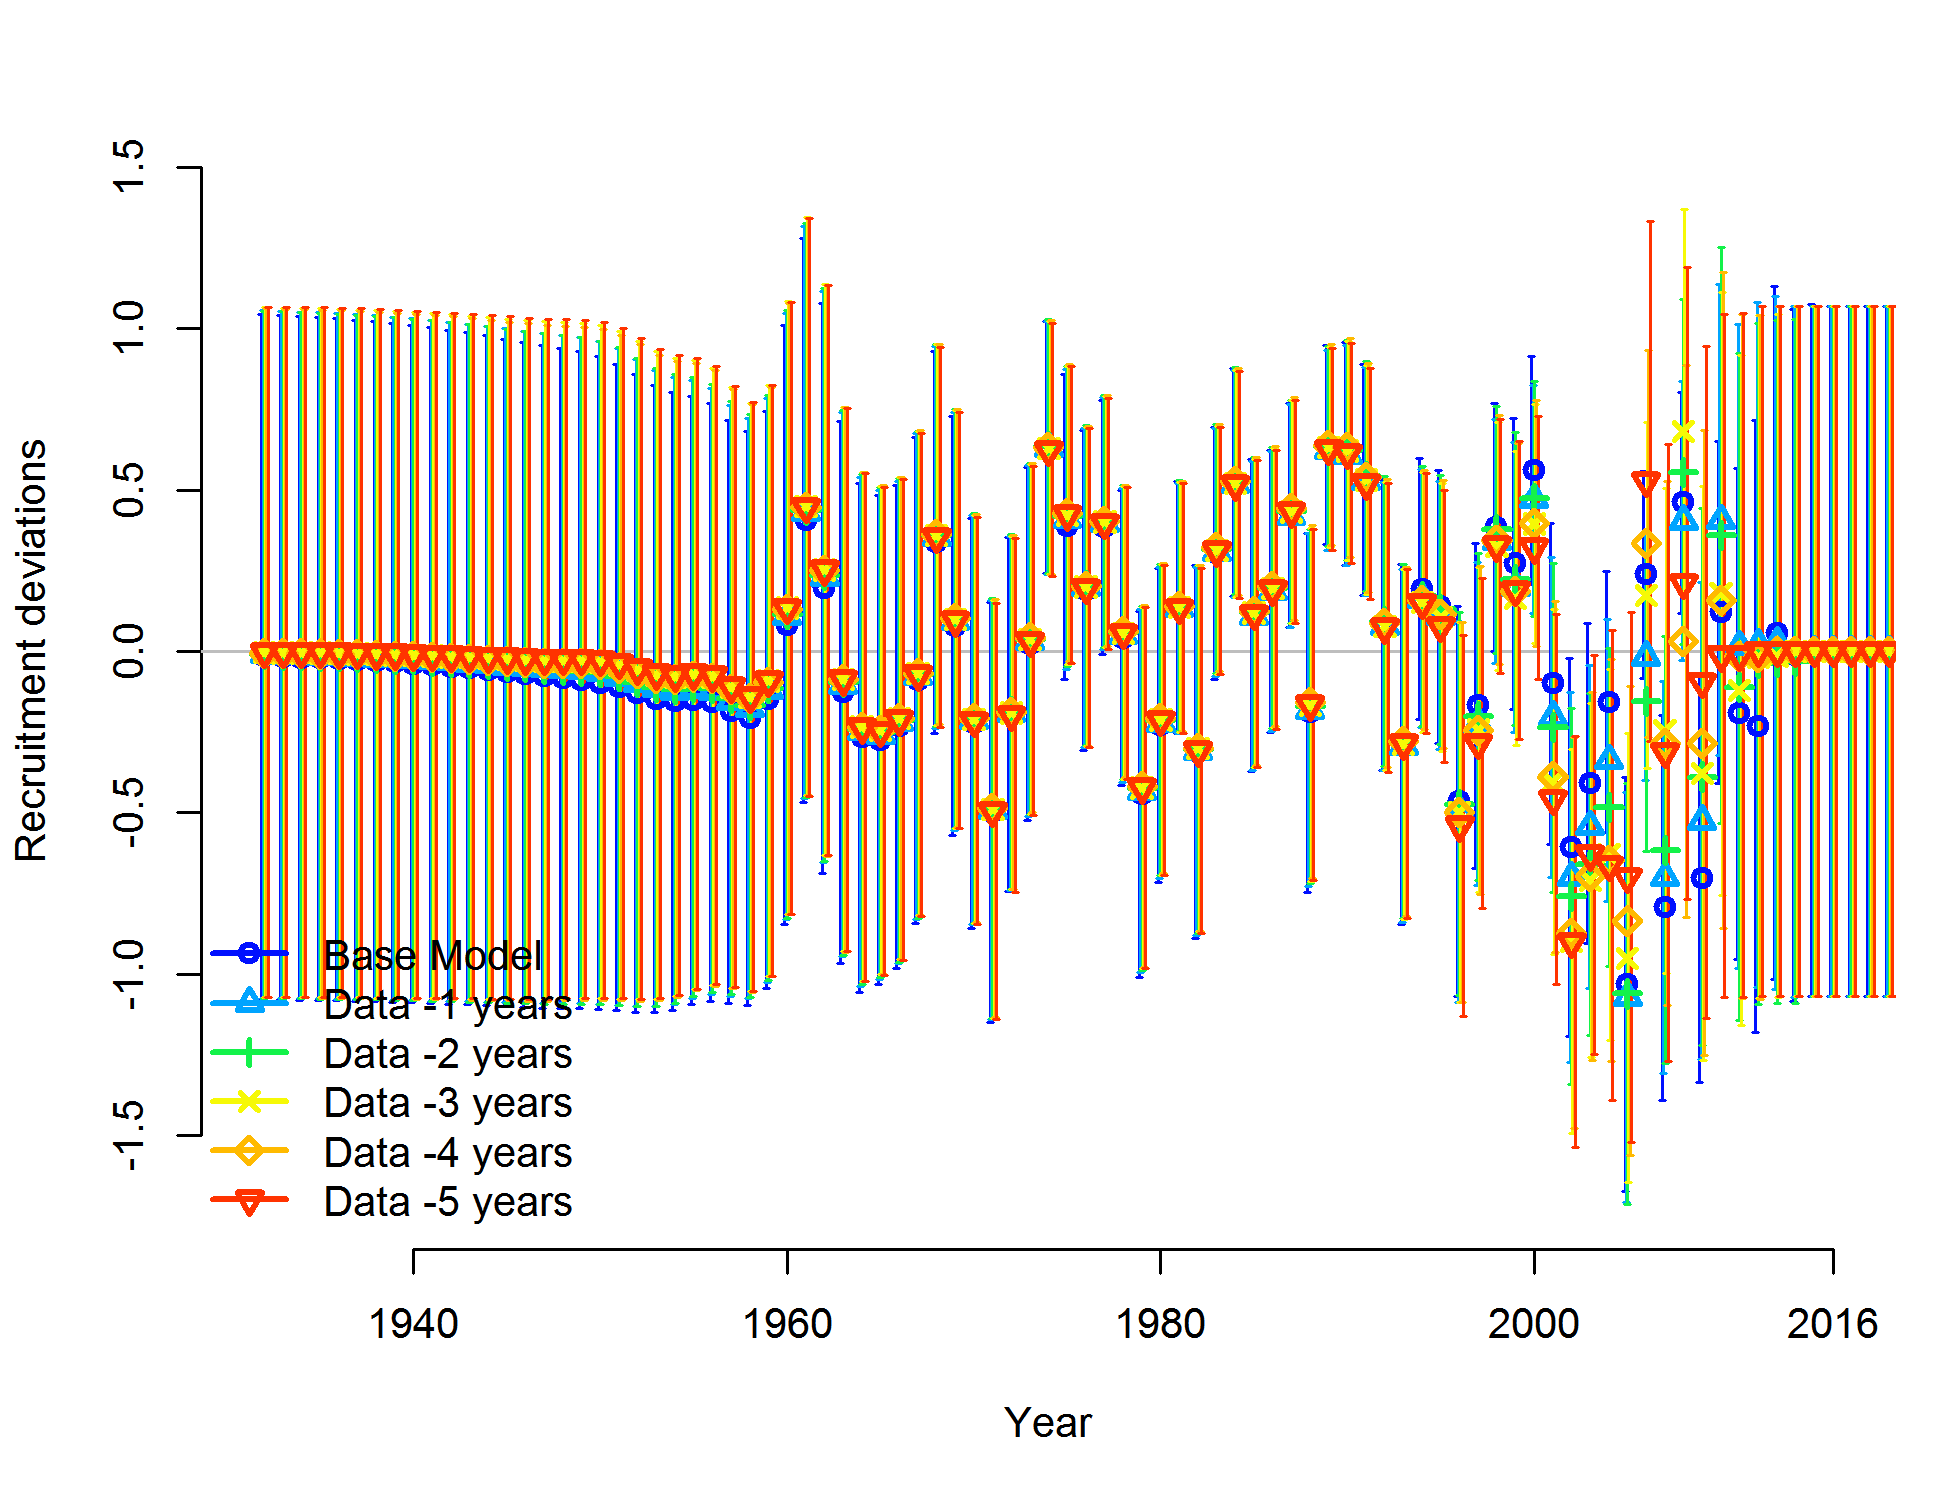 1.5
1.0
0.5
0.0
-0.5
-1.0
-1.5
Recruitment deviations
Base Model
Data -1 years
Data -2 years
Data -3 years
Data -4 years
Data -5 years
1940 1960 1980 2000 2016
Year